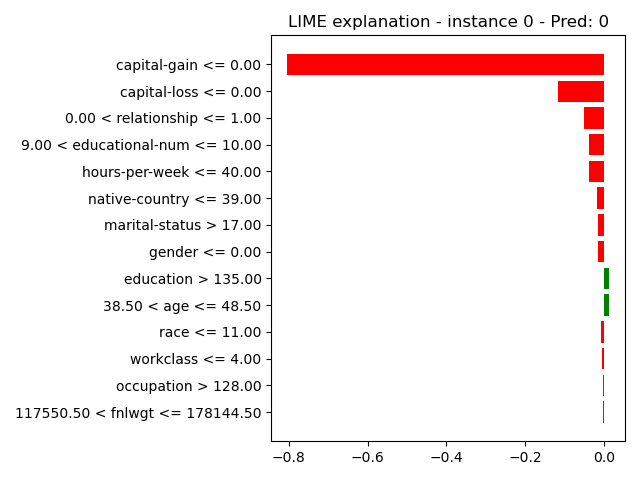 LIME explanation - instance 0 - Pred: 0
capital-gain <= 0.00
capital-loss <= 0.00
0.00 < relationship <= 1.00
9.00 < educational-num <= 10.00
hours-per-week <= 40.00
native-country <= 39.00
marital-status > 17.00
gender <= 0.00
education > 135.00
38.50 < age <= 48.50
race <= 11.00
workclass <= 4.00
occupation > 128.00
117550.50 < fnlwgt <= 178144.50
−0.8 −0.6 −0.4 −0.2 0.0